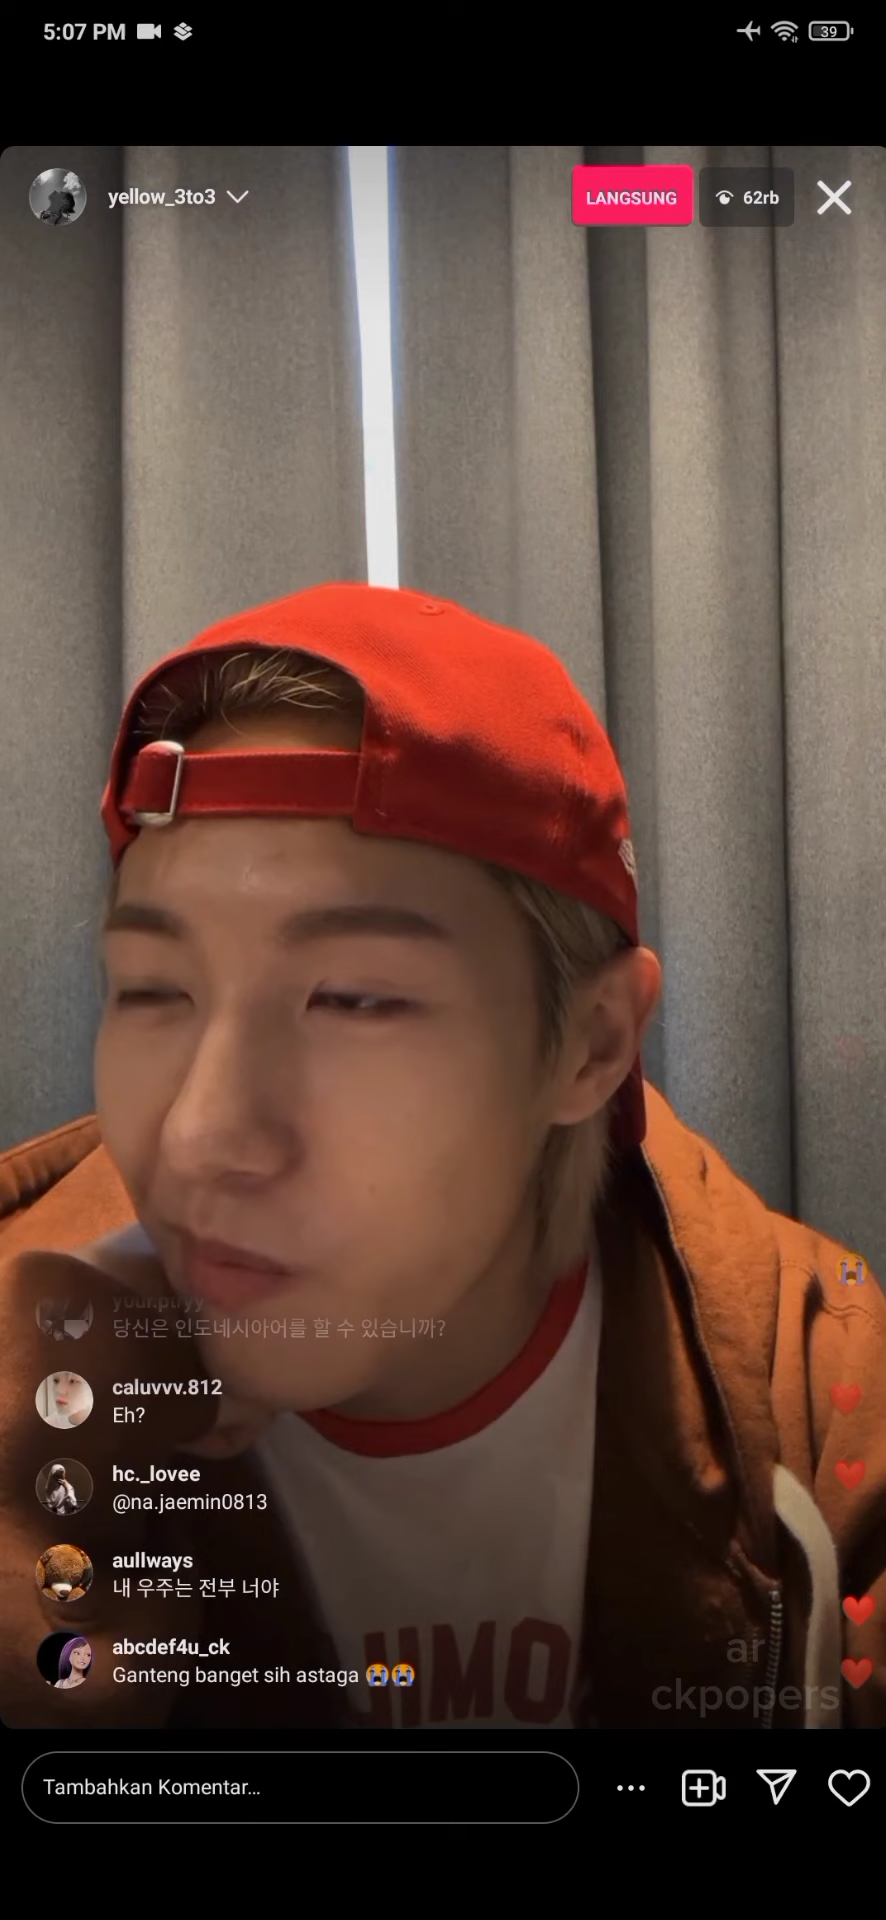 5:07 PM
39
yellow_3to3
LANGSUNG
62rb
당신은 인도네시아어를 할 수 있습니까?
caluvvv.812
Eh?
hc._lovee
@na.jaemin0813
aullways
내 우주는 전부 너야
abcdef4u_ck
Ganteng banget sih astaga 😭😭
ar
ckpopers
Tambahkan Komentar...